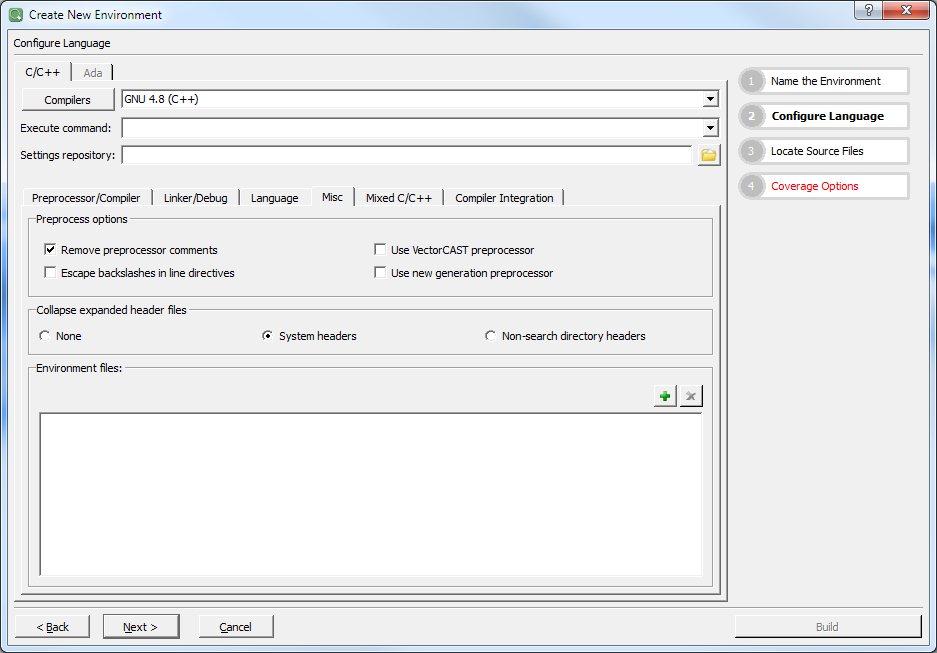 Create New Environment
?
Configure Language
C/C++ Ada
Compilers GNU 4.8 (C++)
Execute command:
Settings repository:
Preprocessor/Compiler Linker/Debug Language Misc Mixed C/C++ Compiler Integration
Preprocess options
Remove preprocessor comments Use VectorCAST preprocessor
Escape backslashes in line directives Use new generation preprocessor
Collapse expanded header files
None System headers Non-search directory headers
Environment files:
1 Name the Environment
2 Configure Language
3 Locate Source Files
4 Coverage Options
< Back Next > Cancel Build